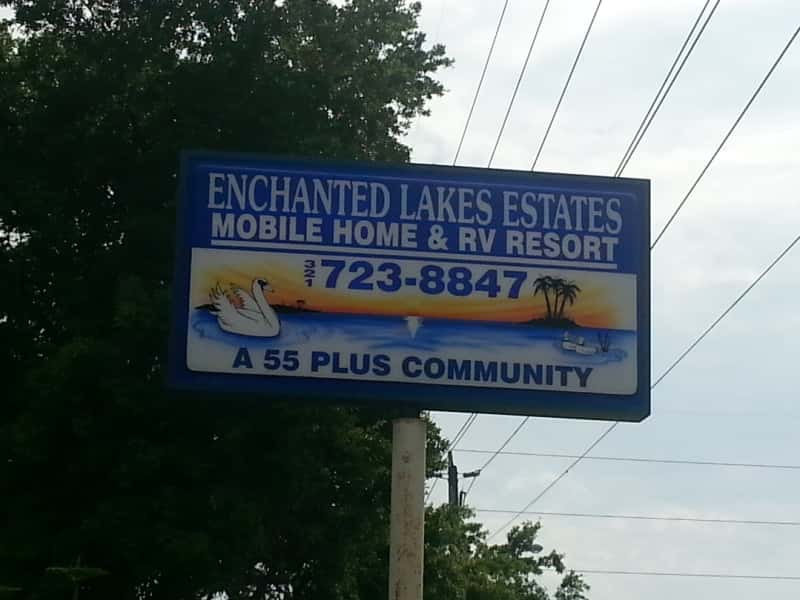 ENCHANTED LAKES ESTATES
MOBILE HOME & RV RESORT
321 723-8847
A 55 PLUS COMMUNITY